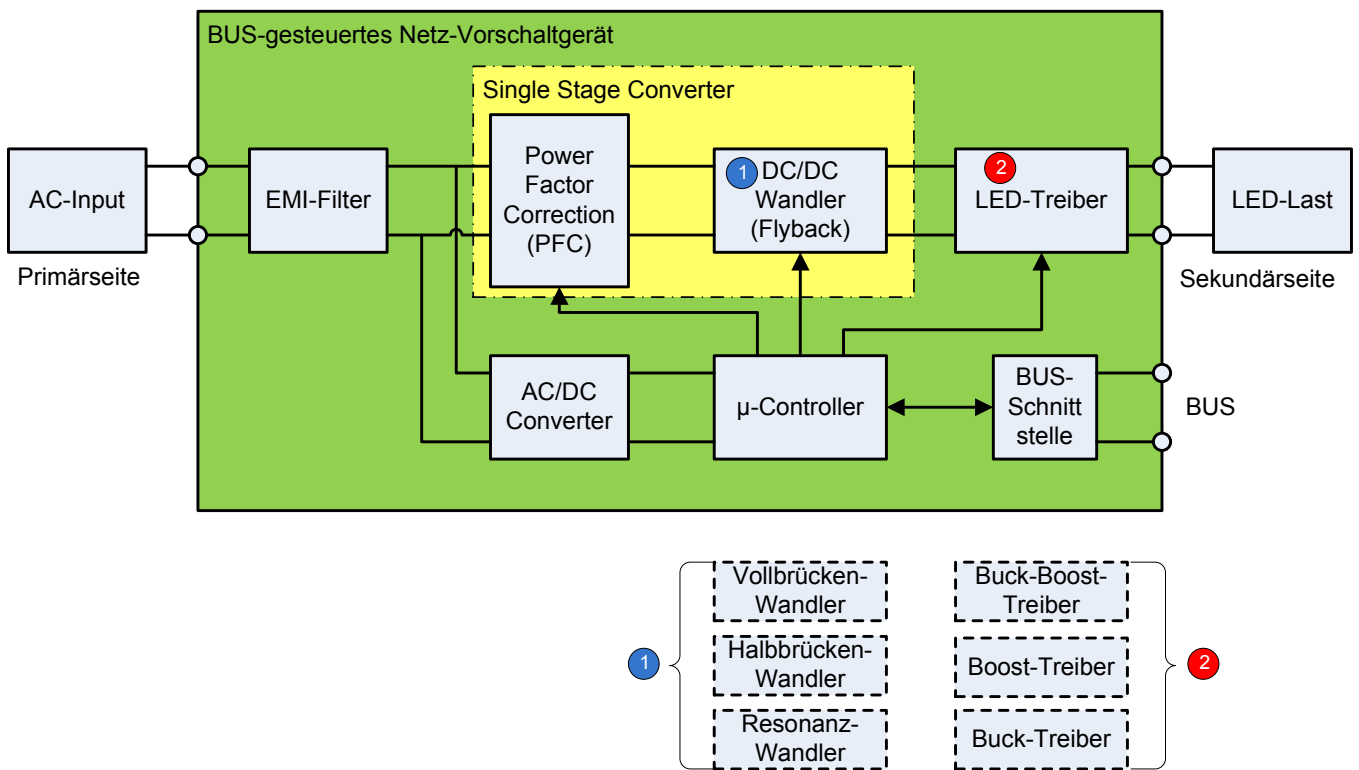 BUS-gesteuertes Netz-Vorschaltgerät
Single Stage Converter
AC-Input
EMI-Filter
Power
Factor
Correction
(PFC)
1
DC/DC
Wandler
(Flyback)
2
LED-Treiber
LED-Last
Primärseite
Sekundärseite
AC/DC
Converter
µ-Controller
BUS-
Schnitt
stelle
BUS
1
Vollbrücken-
Wandler
Halbbrücken-
Wandler
Resonanz-
Wandler
Buck-Boost-
Treiber
Boost-Treiber
Buck-Treiber
2